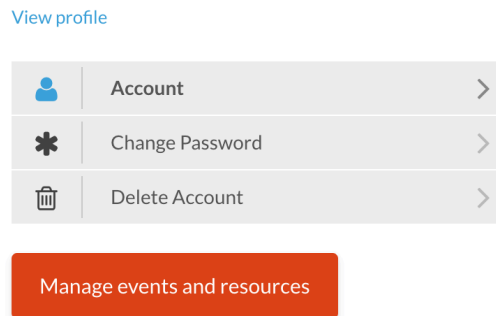 View profile
Account
Change Password
Delete Account
Manage events and resources